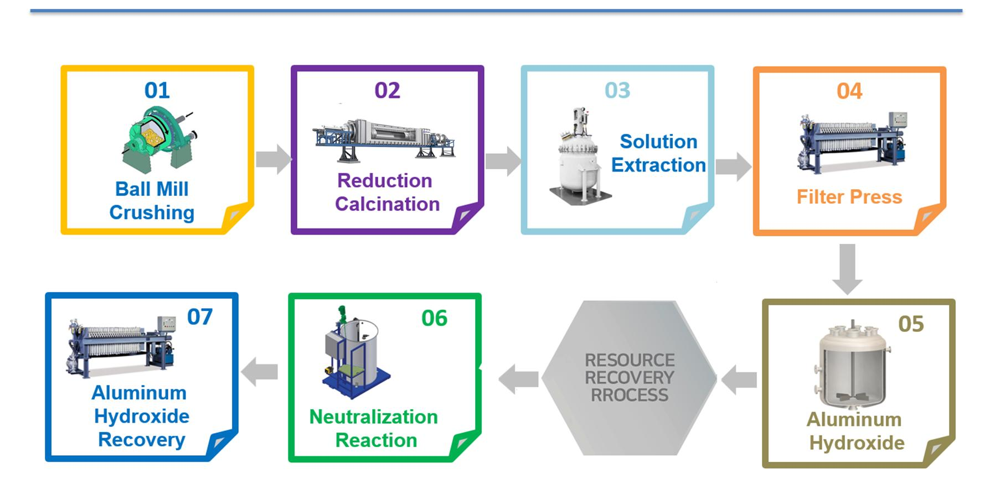 01
Ball Mill
Crushing
02
Reduction
Calcination
03
Solution
Extraction
04
Filter Press
05
Aluminum
Hydroxide
RESOURCE
RECOVERY
RROCESS
06
Neutralization
Reaction
07
Aluminum
Hydroxide
Recovery